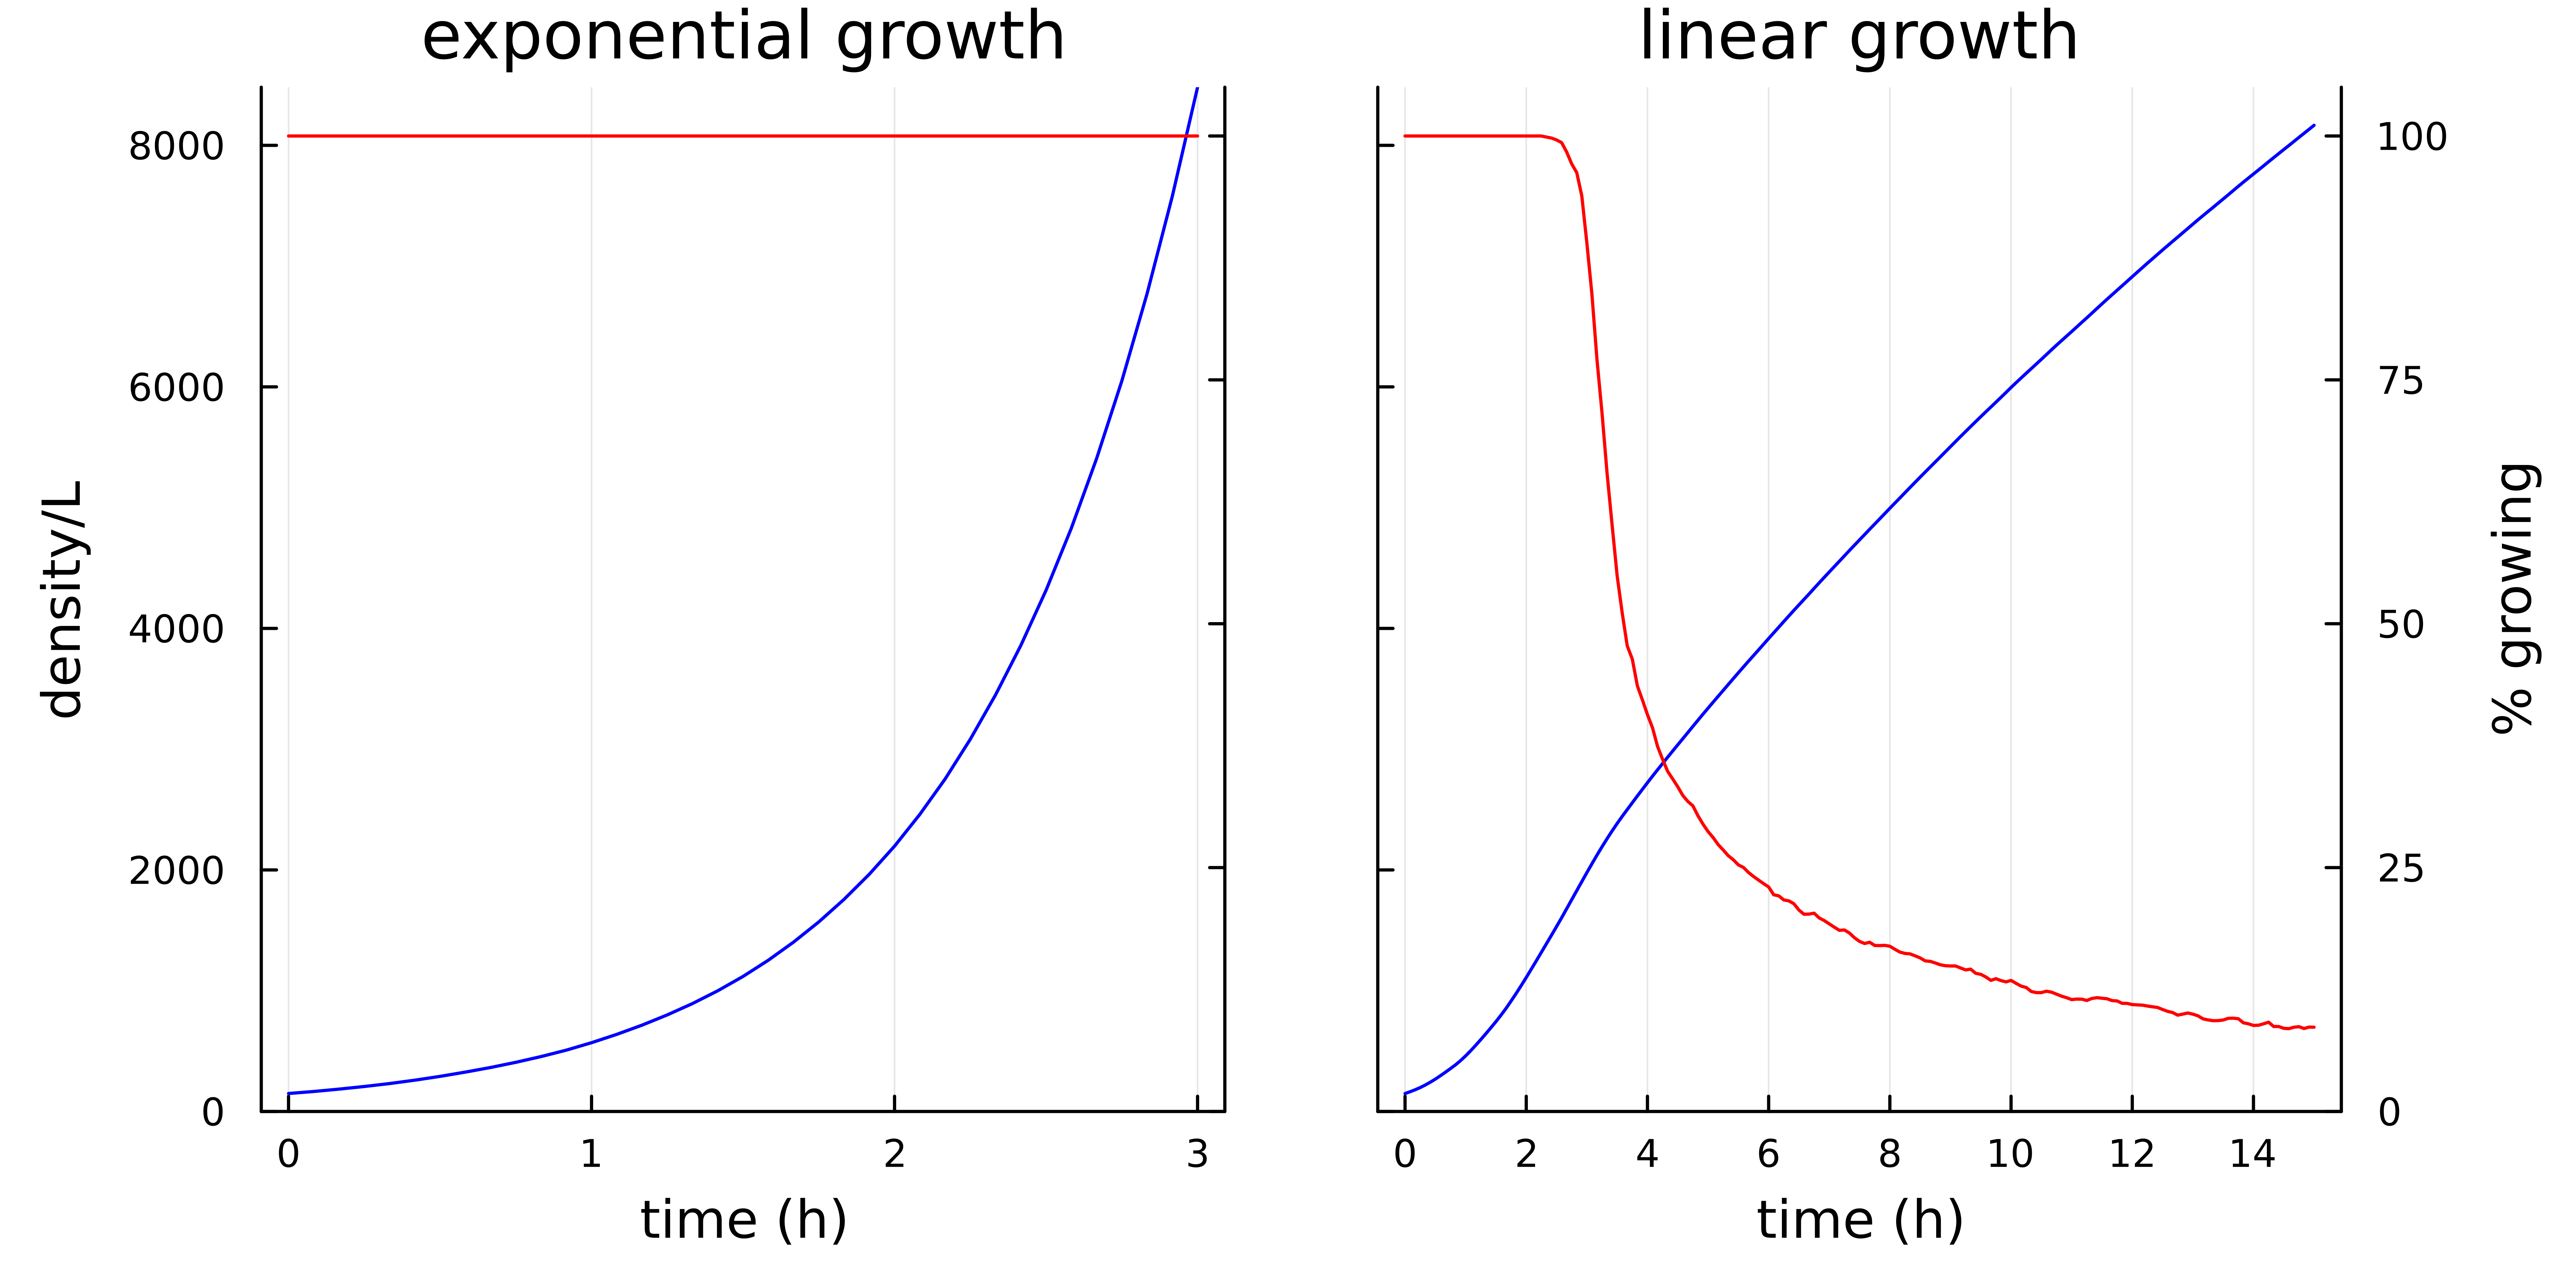 exponential growth
linear growth
density/L
8000
6000
4000
2000
0
0 1 2 3
time (h)
0 2 4 6 8 10 12 14
time (h)
100
75
50
25
0
% growing